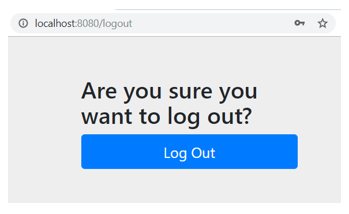 localhost:8080/logout
Are you sure you
want to log out?
Log Out